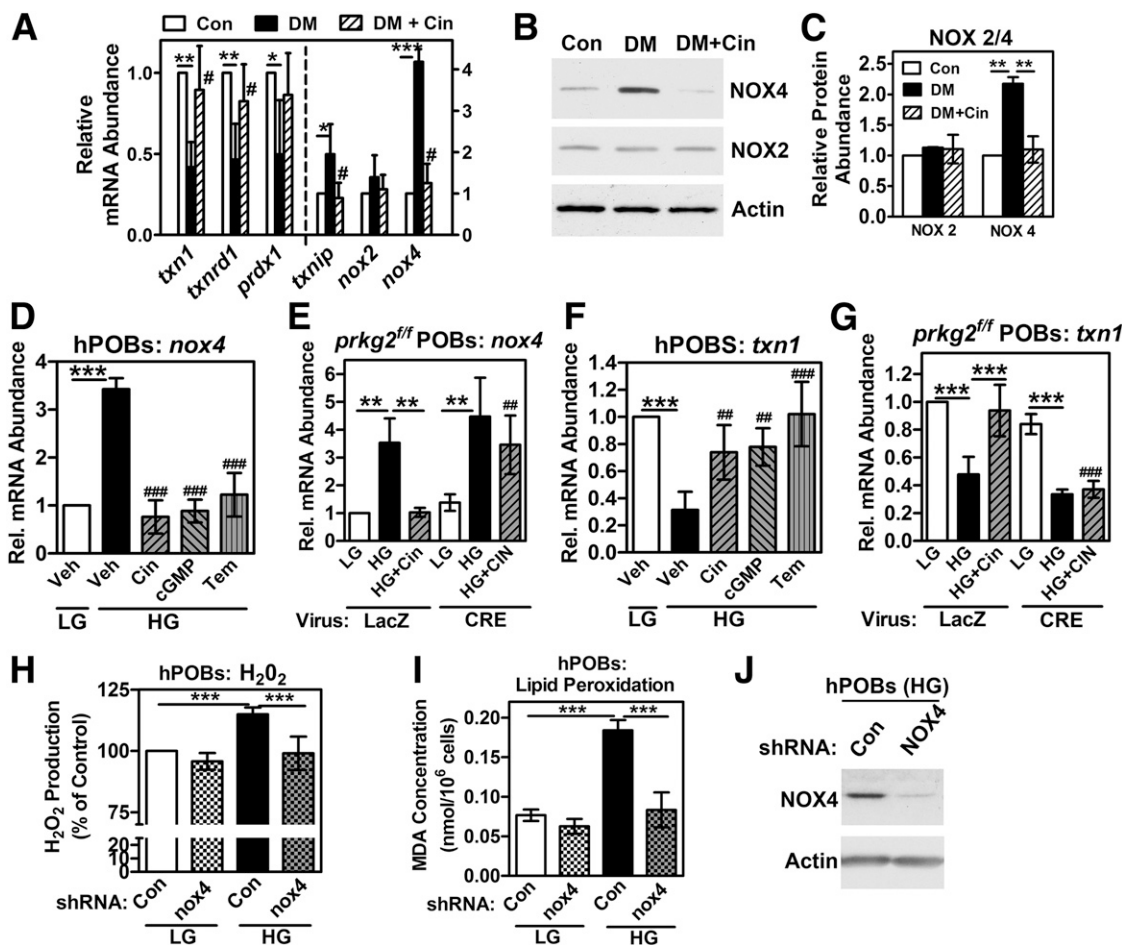 A
Con DM DM + Cin
Relative
mRNA Abundance
1.0
0.5
0.0
** ** * * ***
# # # #
4
3
2
1
0
txn1 txnrd1 prdx1 txnip nox2 nox4
B
Con DM DM+Cin
NOX4
NOX2
Actin
C
NOX 2/4
Con
DM
DM+Cin
** **
Relative Protein
Abundance
2.5
2.0
1.5
1.0
0.5
0.0
NOX 2 NOX 4
D
hPOBs: nox4
Rel. mRNA Abundance
4
3
2
1
0
***
### ### ###
Veh Veh Cin cGMP Tem
LG HG
E
prkg2f/f POBs: nox4
Rel. mRNA Abundance
6
5
4
3
2
1
0
** ** ** ##
LG HG HG+Cin LG HG HG+CIN
Virus: LacZ CRE
F
hPOBS: txn1
Rel. mRNA Abundance
1.4
1.2
1.0
0.8
0.6
0.4
0.2
0.0
***
## ## ###
Veh Veh Cin cGMP Tem
LG HG
G
prkg2f/f POBs: txn1
Rel. mRNA Abundance
1.2
1.0
0.8
0.6
0.4
0.2
0.0
*** *** *** ###
LG HG HG+Cin LG HG HG+CIN
Virus: LacZ CRE
H
hPOBs: H₂0₂
H₂O₂ Production
(% of Control)
125
100
75
20
10
0
*** ***
shRNA: Con nox4 Con nox4
LG HG
I
hPOBs:
Lipid Peroxidation
MDA Concentration
(nmol/10⁶ cells)
0.20
0.15
0.10
0.05
0.00
*** ***
Con nox4 Con nox4
LG HG
J
hPOBs (HG)
shRNA: Con NOX4
NOX4
Actin